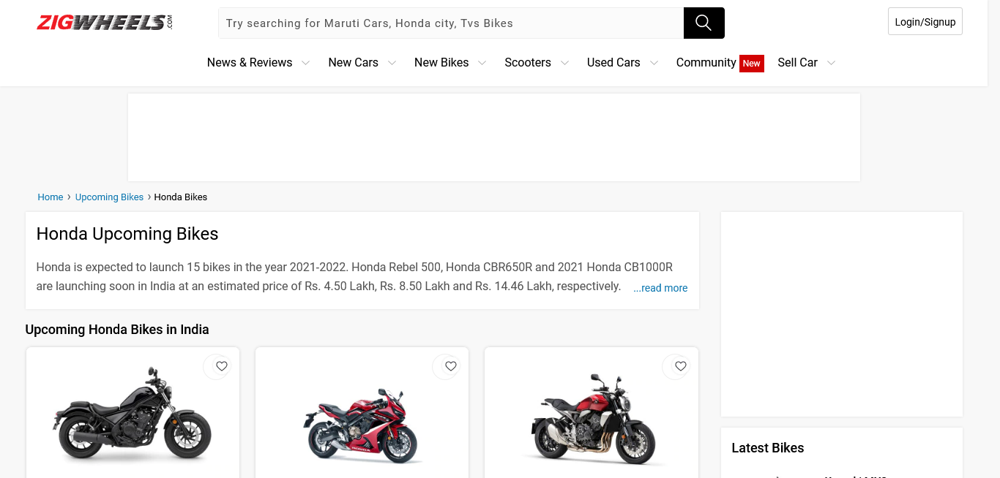 ZIGWHEELS.COM
Try searching for Maruti Cars, Honda city, Tvs Bikes
Login/Signup
News & Reviews New Cars New Bikes Scooters Used Cars Community New Sell Car
Home › Upcoming Bikes › Honda Bikes
Honda Upcoming Bikes
Honda is expected to launch 15 bikes in the year 2021-2022. Honda Rebel 500, Honda CBR650R and 2021 Honda CB1000R
are launching soon in India at an estimated price of Rs. 4.50 Lakh, Rs. 8.50 Lakh and Rs. 14.46 Lakh, respectively. ...read more
Upcoming Honda Bikes in India
Latest Bikes